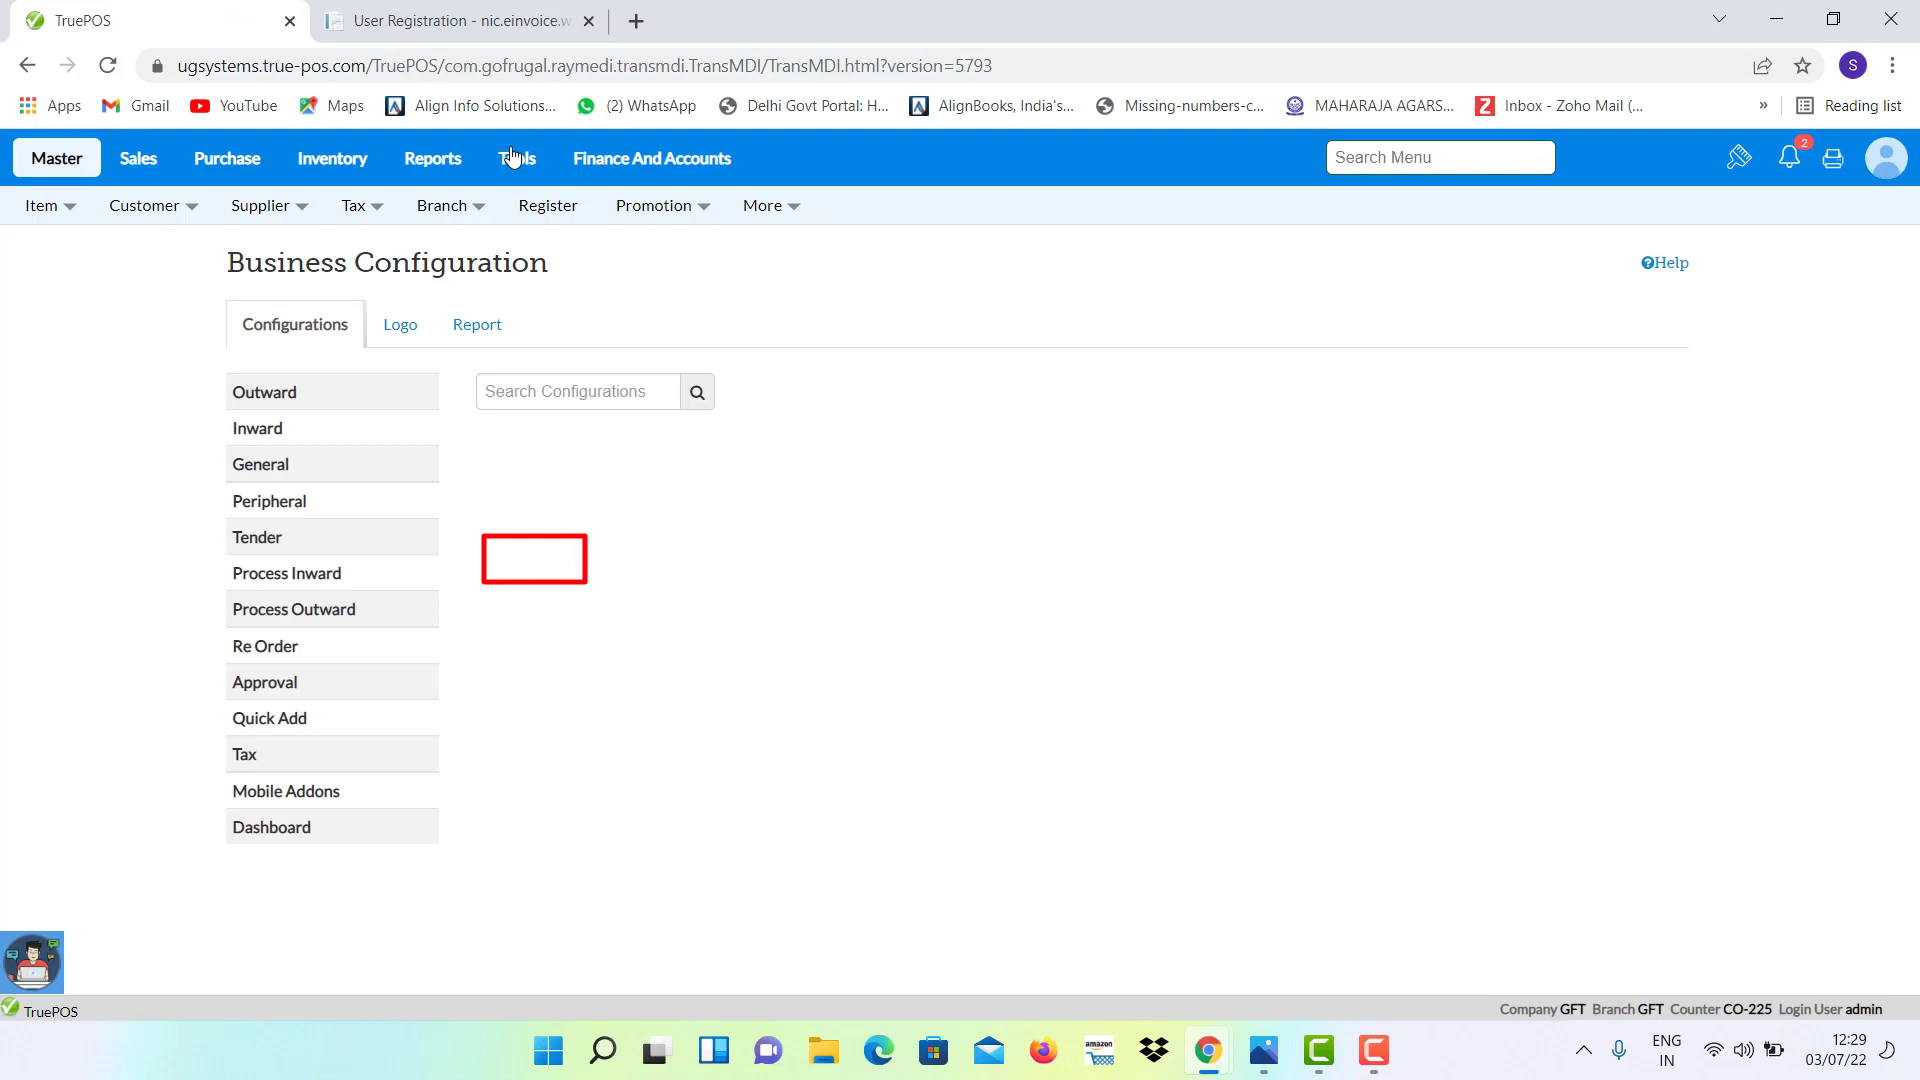 TruePOS
User Registration - nic.einvoice.w
ugsystems.true-pos.com/TruePOS/com.gofrugal.raymedi.transmdi.TransMDI/TransMDI.html?version=5793
S
Apps
Gmail
YouTube
Maps
Align Info Solutions...
(2) WhatsApp
Delhi Govt Portal: H...
AlignBooks, India's...
Missing-numbers-c...
MAHARAJA AGARS...
Inbox - Zoho Mail (...
»
Reading list
Master
Sales
Purchase
Inventory
Reports
Tools
Finance And Accounts
Search Menu
2
Item
Customer
Supplier
Tax
Branch
Register
Promotion
More
Business Configuration
Help
Configurations
Logo
Report
Outward
Search Configurations
Inward
General
Peripheral
Tender
Process Inward
Process Outward
Re Order
Approval
Quick Add
Tax
Mobile Addons
Dashboard
TruePOS
Company GFT Branch GFT Counter CO-225 Login User admin
amazon
ENG
IN
12:29
03/07/22